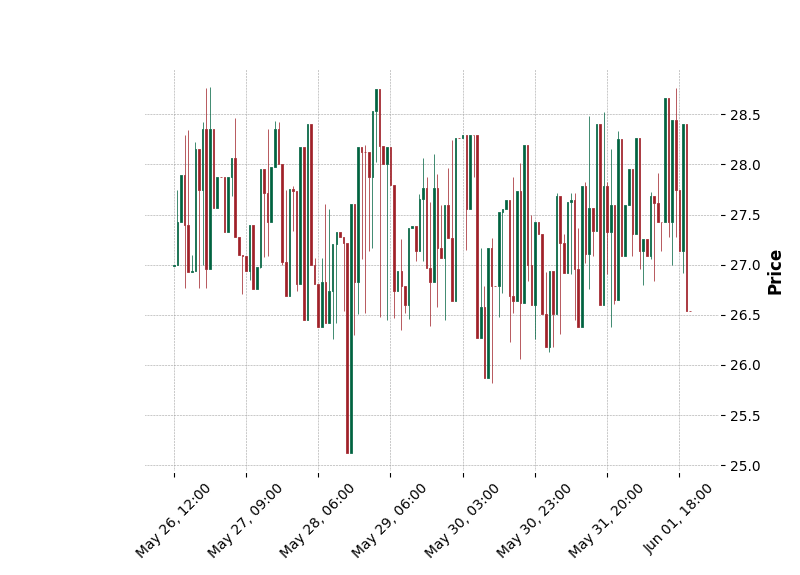 28.5
28.0
27.5
27.0
26.5
26.0
25.5
25.0
Price
May 26, 12:00
May 27, 09:00
May 28, 06:00
May 29, 06:00
May 30, 03:00
May 30, 23:00
May 31, 20:00
Jun 01, 18:00